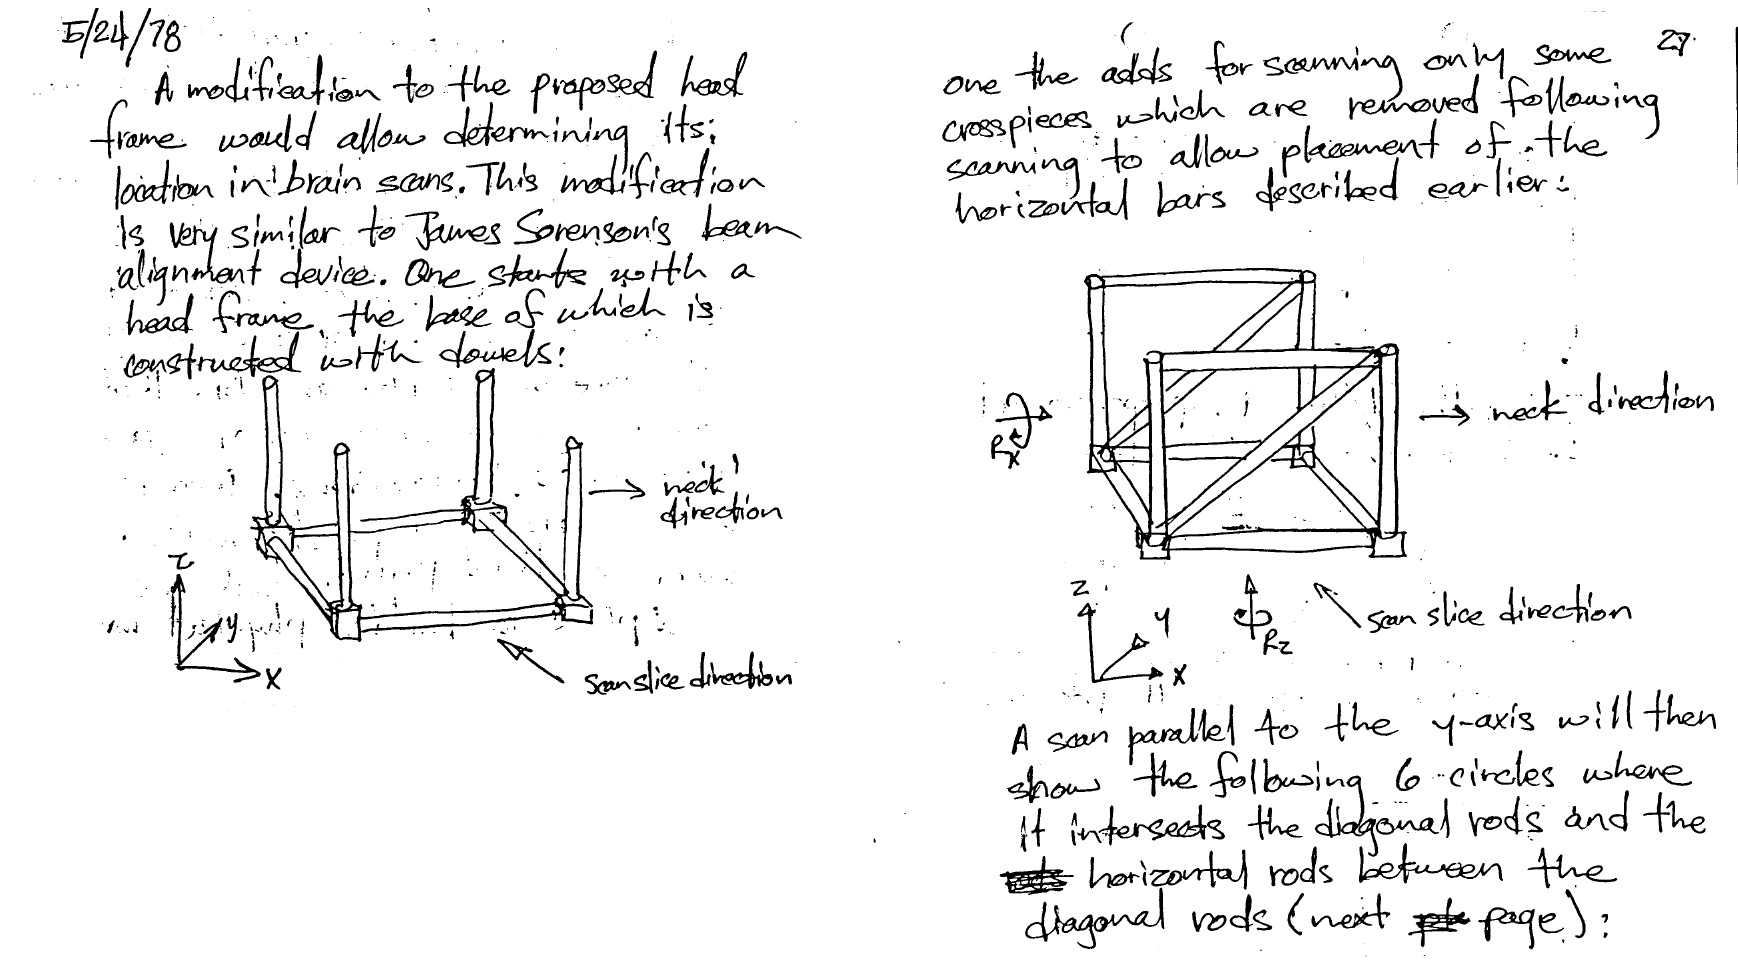 5/24/78
A modification to the proposed head
frame would allow determining its
location in brain scans. This modification
is very similar to James Sorenson's beam
alignment device. One starts with a
head frame, the base of which is
constructed with dowels:
neck
direction
z
y
x
scan slice direction
27
one the adds for scanning only some
crosspieces which are removed following
scanning to allow placement of the
horizontal bars described earlier:
neck direction
Rx
z
y
x
Rz
scan slice direction
A scan parallel to the y-axis will then
show the following 6 circles where
it intersects the diagonal rods and the
horizontal rods between the
diagonal rods (next page):